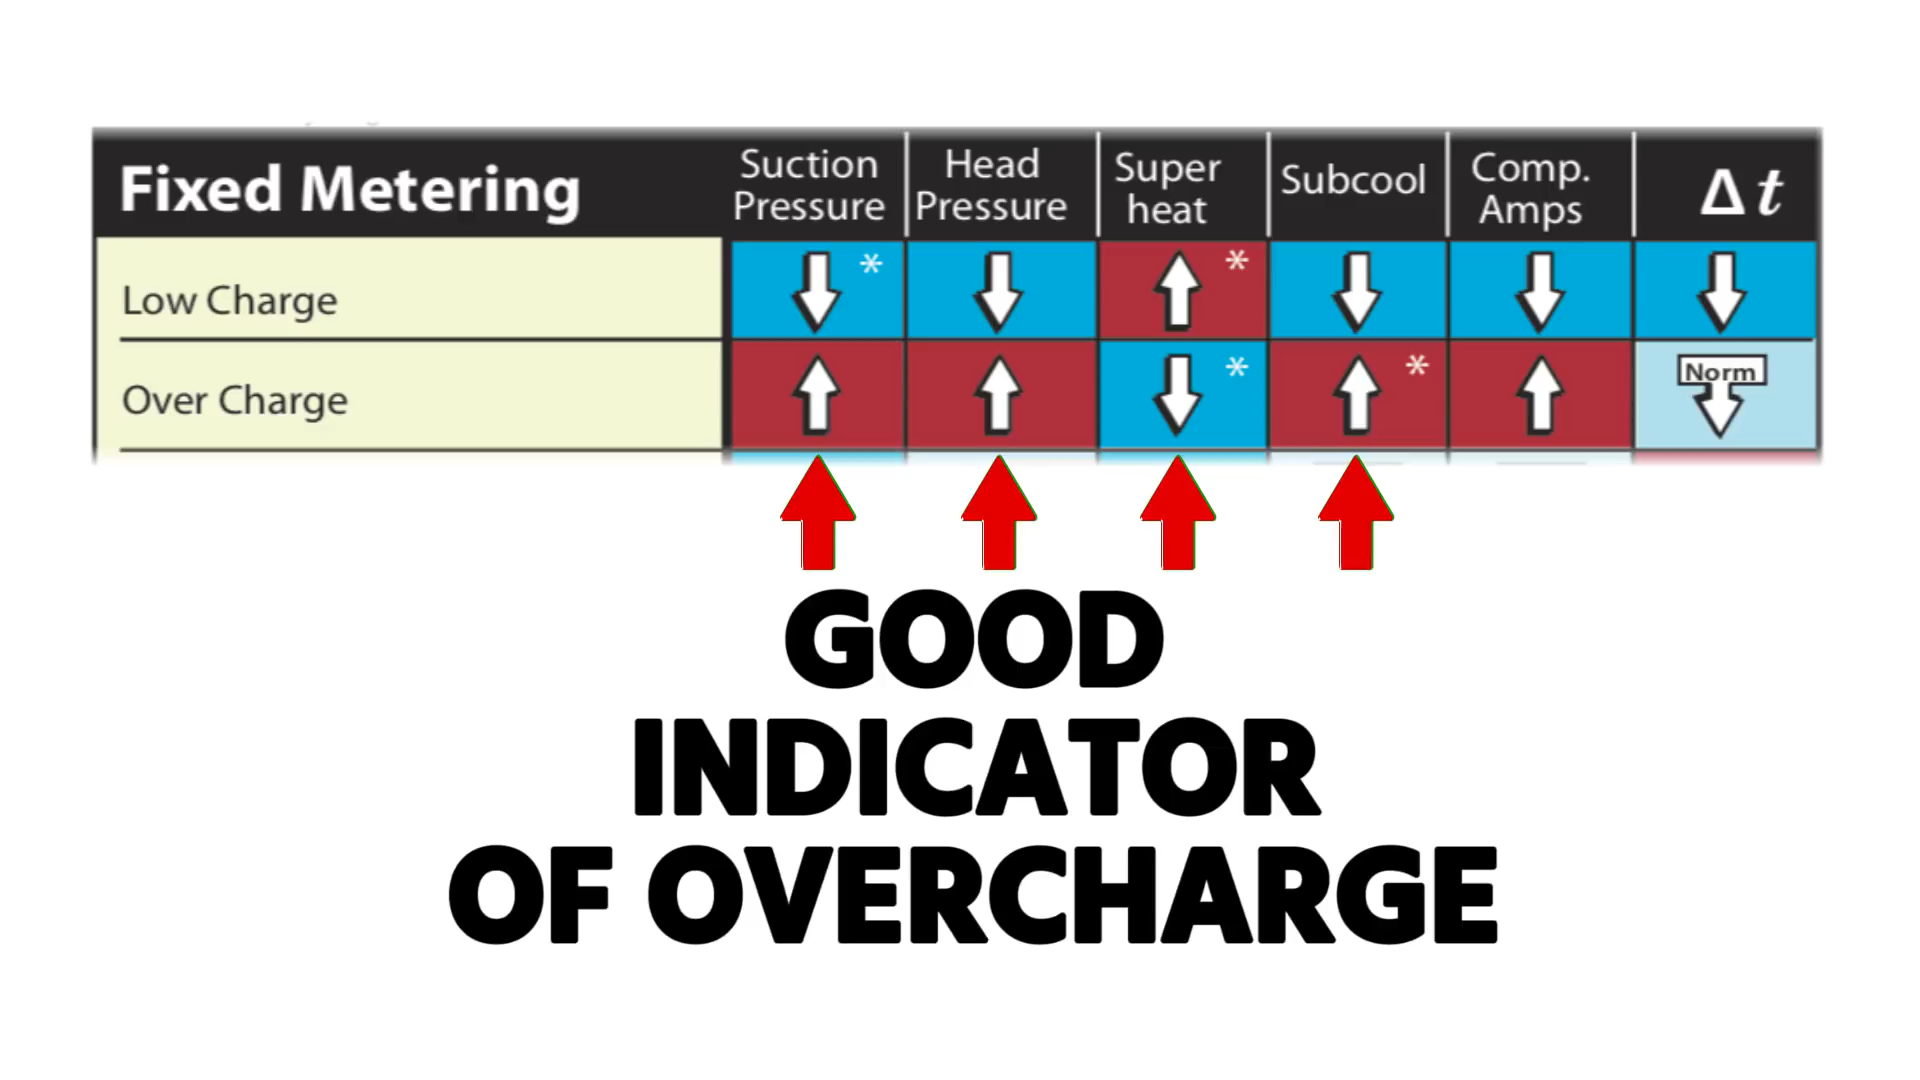 Fixed Metering
Suction
Pressure
Head
Pressure
Super
heat
Subcool
Comp.
Amps
Δ t
Low Charge
*
*
Over Charge
*
*
Norm
GOOD
INDICATOR
OF OVERCHARGE